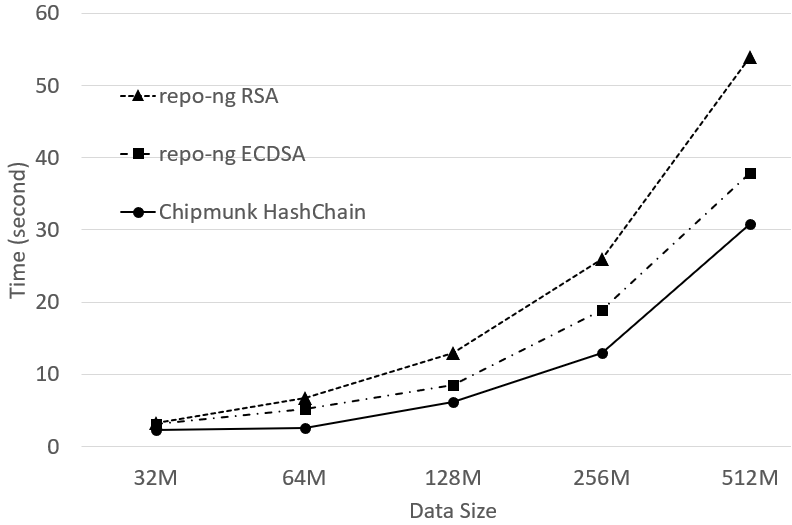 60
50
40
30
20
10
0
Time (second)
repo-ng RSA
repo-ng ECDSA
Chipmunk HashChain
32M 64M 128M 256M 512M
Data Size